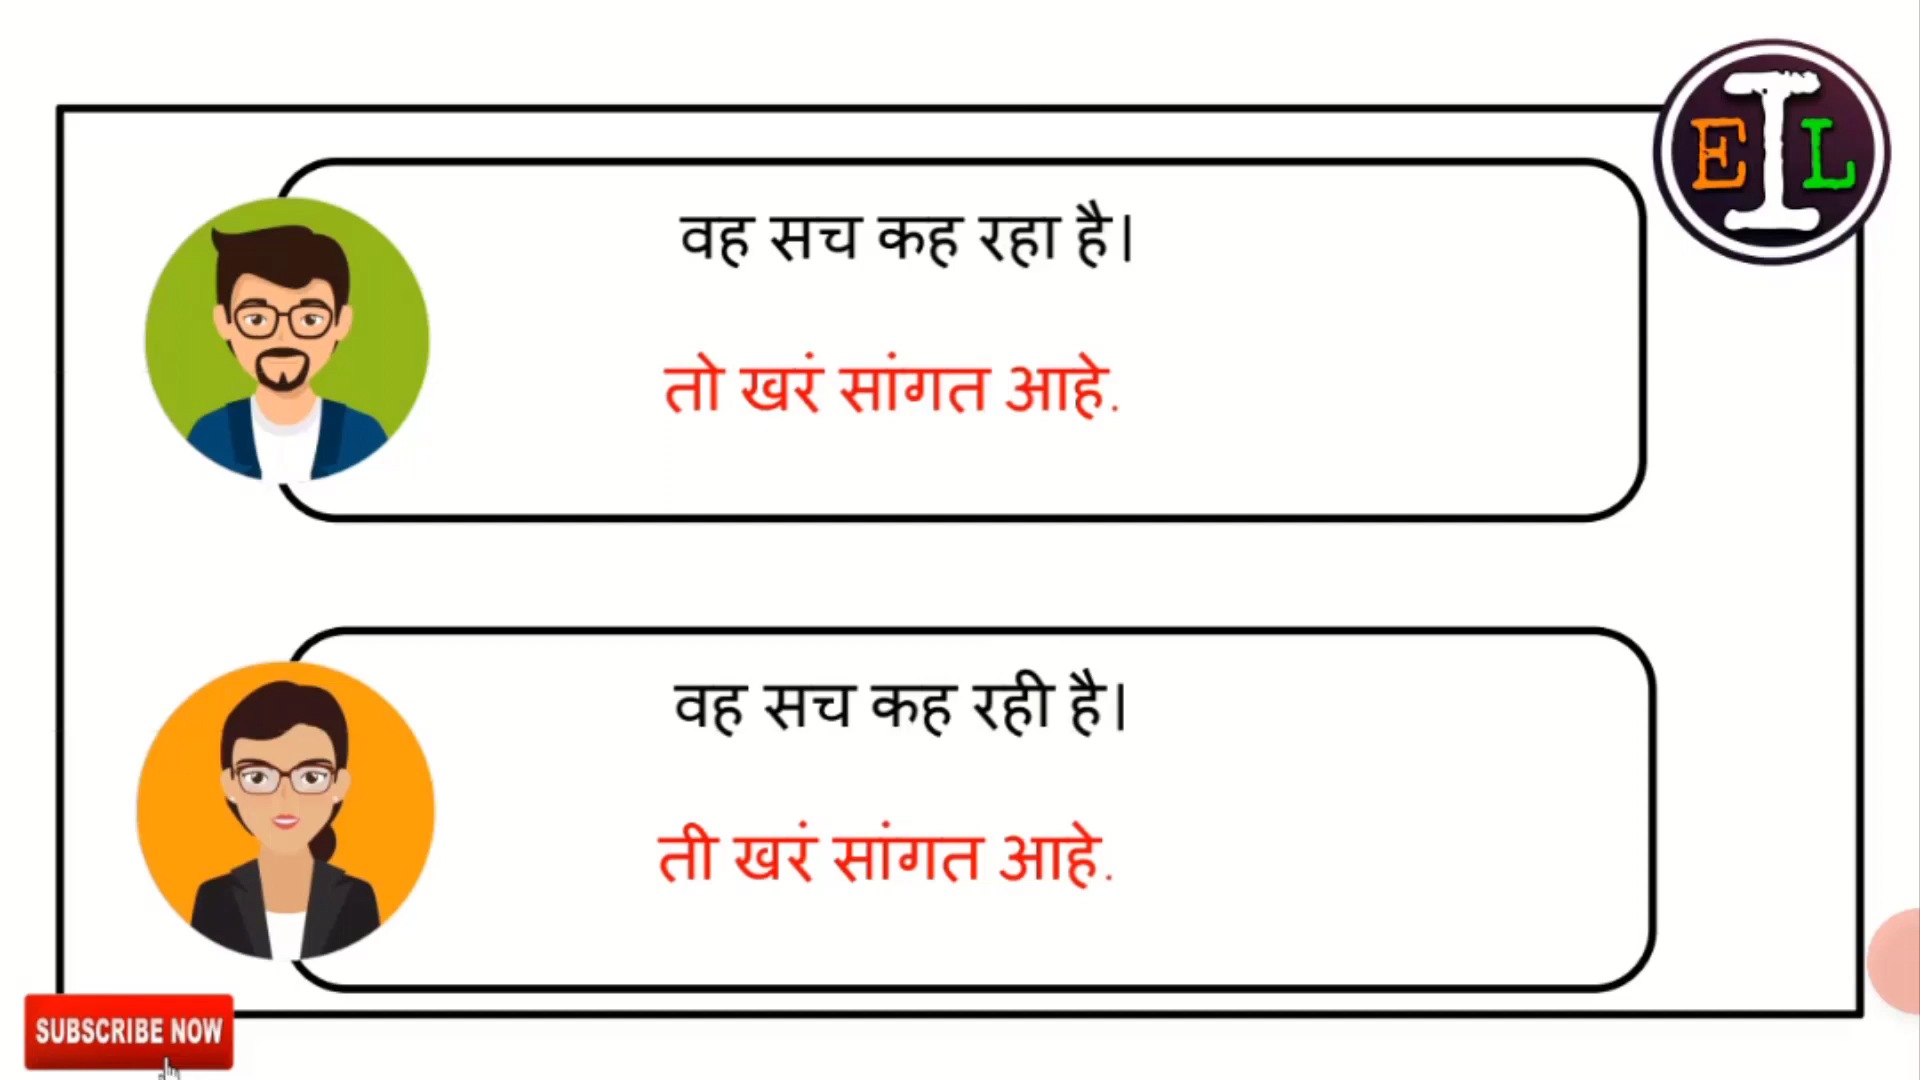 EIL
वह सच कह रहा है।
तो खरं सांगत आहे.
वह सच कह रही है।
ती खरं सांगत आहे.
SUBSCRIBE NOW